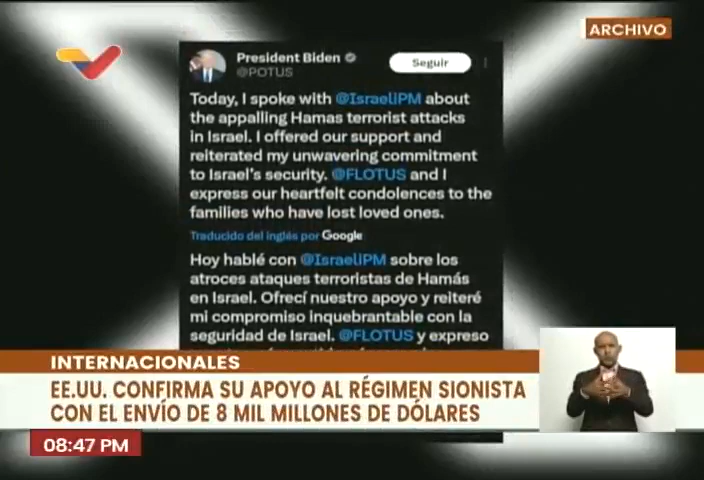 ARCHIVO
President Biden
@POTUS
Seguir
Today, I spoke with @IsraeliPM about
the appalling Hamas terrorist attacks
in Israel. I offered our support and
reiterated my unwavering commitment
to Israel's security. @FLOTUS and I
express our heartfelt condolences to the
families who have lost loved ones.
Traducido del inglés por Google
Hoy hablé con @IsraeliPM sobre los
atroces ataques terroristas de Hamás
en Israel. Ofrecí nuestro apoyo y reiteré
mi compromiso inquebrantable con la
seguridad de Israel. @FLOTUS y expreso
INTERNACIONALES
EE.UU. CONFIRMA SU APOYO AL RÉGIMEN SIONISTA
CON EL ENVÍO DE 8 MIL MILLONES DE DÓLARES
08:47 PM